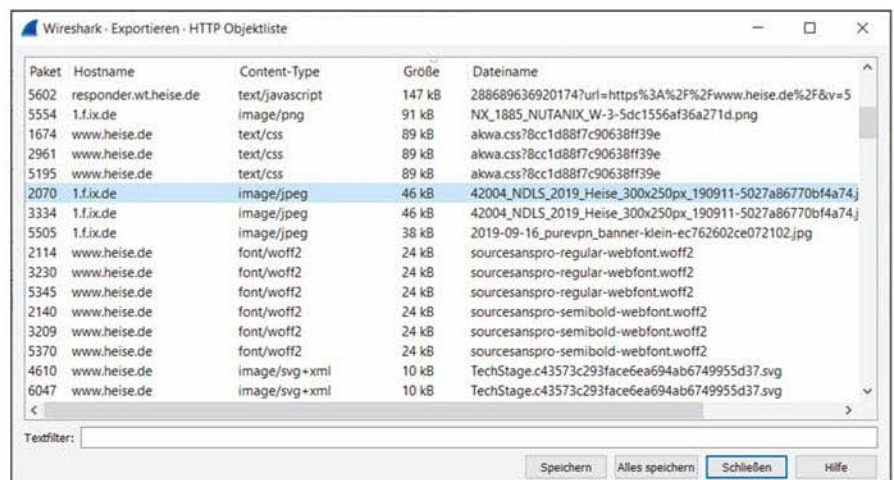 Wireshark · Exportieren · HTTP Objektliste
Paket Hostname Content-Type Größe Dateiname
5602 responder.wt.heise.de text/javascript 147 kB 288689636920174?url=https%3A%2F%2Fwww.heise.de%2F&v=5
5554 1.f.ix.de image/png 91 kB NX_1885_NUTANIX_W-3-5dc1556af36a271d.png
1674 www.heise.de text/css 89 kB akwa.css?8cc1d88f7c90638ff39e
2961 www.heise.de text/css 89 kB akwa.css?8cc1d88f7c90638ff39e
5195 www.heise.de text/css 89 kB akwa.css?8cc1d88f7c90638ff39e
2070 1.f.ix.de image/jpeg 46 kB 42004_NDLS_2019_Heise_300x250px_190911-5027a86770bf4a74.j
3334 1.f.ix.de image/jpeg 46 kB 42004_NDLS_2019_Heise_300x250px_190911-5027a86770bf4a74.j
5505 1.f.ix.de image/jpeg 38 kB 2019-09-16_purevpn_banner-klein-ec762602ce072102.jpg
2114 www.heise.de font/woff2 24 kB sourcesanspro-regular-webfont.woff2
3230 www.heise.de font/woff2 24 kB sourcesanspro-regular-webfont.woff2
5345 www.heise.de font/woff2 24 kB sourcesanspro-regular-webfont.woff2
2140 www.heise.de font/woff2 24 kB sourcesanspro-semibold-webfont.woff2
3209 www.heise.de font/woff2 24 kB sourcesanspro-semibold-webfont.woff2
5370 www.heise.de font/woff2 24 kB sourcesanspro-semibold-webfont.woff2
4610 www.heise.de image/svg+xml 10 kB TechStage.c43573c293face6ea694ab6749955d37.svg
6047 www.heise.de image/svg+xml 10 kB TechStage.c43573c293face6ea694ab6749955d37.svg
Textfilter:
Speichern Alles speichern Schließen Hilfe